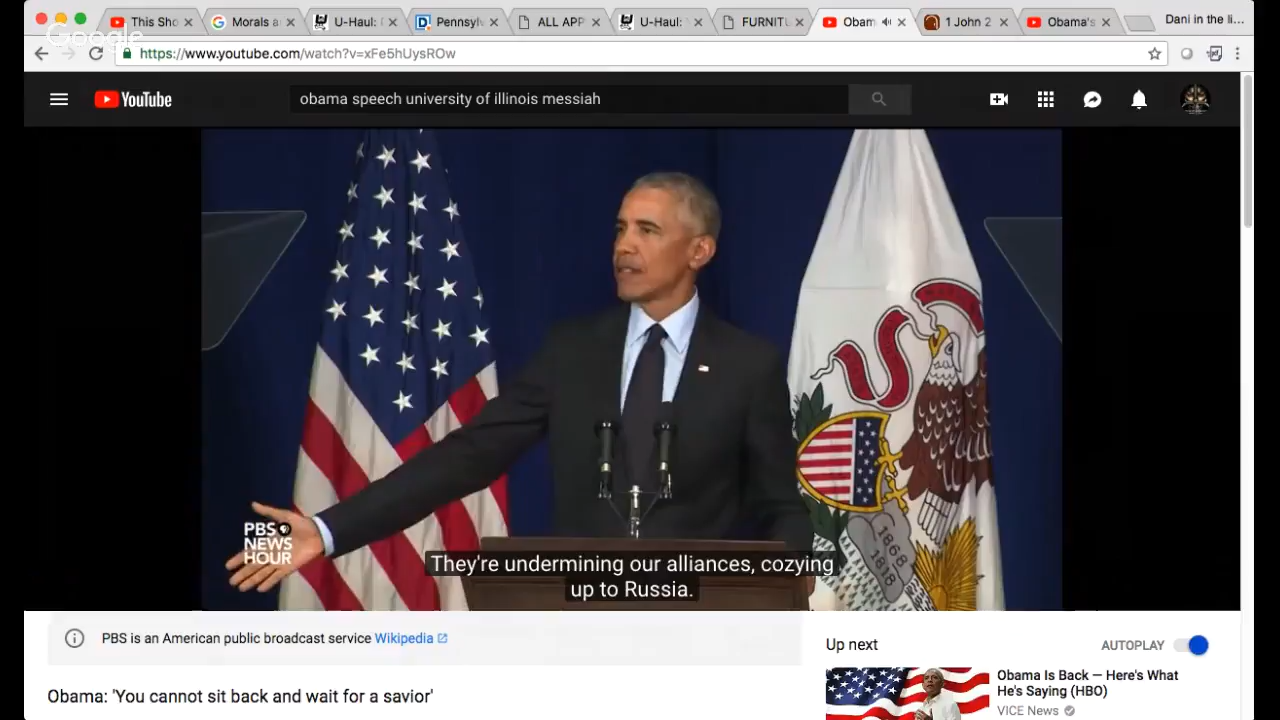 This Sho
Morals a
U-Haul:
Pennsylv
ALL APP
U-Haul:
FURNITU
Obam
1 John 2
Obama's
Dani in the li...
Google
https://www.youtube.com/watch?v=xFe5hUysROw
YouTube
obama speech university of illinois messiah
1868
1818
PBS
NEWS
HOUR
They're undermining our alliances, cozying
up to Russia.
PBS is an American public broadcast service Wikipedia
Up next
AUTOPLAY
Obama: 'You cannot sit back and wait for a savior'
Obama Is Back — Here's What
He's Saying (HBO)
VICE News